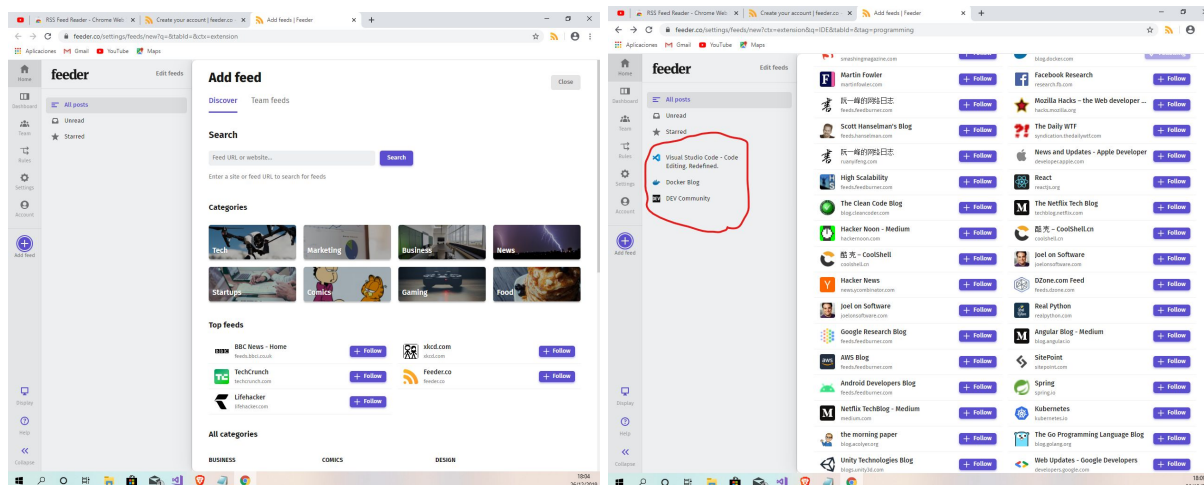 RSS Feed Reader - Chrome Web
Create your account | feeder.co
Add feeds | Feeder
feeder.co/settings/feeds/new?q=&tabId=&ctx=extension
Aplicaciones
Gmail
YouTube
Maps
Home
Dashboard
Team
Rules
Settings
Account
Add feed
Display
Help
Collapse
feeder
Edit feeds
All posts
Unread
Starred
Add feed
Close
Discover
Team feeds
Search
Feed URL or website...
Search
Enter a site or feed URL to search for feeds
Categories
Tech
Marketing
Business
News
Startups
Comics
Gaming
Food
Top feeds
BBC News - Home
feeds.bbci.co.uk
+ Follow
xkcd.com
xkcd.com
+ Follow
TechCrunch
techcrunch.com
+ Follow
Feeder.co
feeder.co
+ Follow
Lifehacker
lifehacker.com
+ Follow
All categories
BUSINESS
COMICS
DESIGN
18:04
RSS Feed Reader - Chrome Web
Create your account | feeder.co
Add feeds | Feeder
feeder.co/settings/feeds/new?ctx=extension&q=IDE&tabId=&tag=programming
Aplicaciones
Gmail
YouTube
Maps
Home
Dashboard
Team
Rules
Settings
Account
Add feed
Display
Help
Collapse
feeder
Edit feeds
All posts
Unread
Starred
Visual Studio Code - Code
Editing. Redefined.
Docker Blog
DEV Community
smashingmagazine.com
blog.docker.com
Martin Fowler
martinfowler.com
+ Follow
Facebook Research
research.fb.com
+ Follow
阮一峰的网络日志
feeds.feedburner.com
+ Follow
Mozilla Hacks – the Web developer ...
hacks.mozilla.org
+ Follow
Scott Hanselman's Blog
feeds.hanselman.com
+ Follow
The Daily WTF
syndication.thedailywtf.com
+ Follow
阮一峰的网络日志
ruanyifeng.com
+ Follow
News and Updates - Apple Developer
developer.apple.com
+ Follow
High Scalability
feeds.feedburner.com
+ Follow
React
reactjs.org
+ Follow
The Clean Code Blog
blog.cleancoder.com
+ Follow
The Netflix Tech Blog
techblog.netflix.com
+ Follow
Hacker Noon - Medium
hackernoon.com
+ Follow
酷 壳 – CoolShell.cn
coolshell.cn
+ Follow
酷 壳 – CoolShell
coolshell.cn
+ Follow
Joel on Software
joelonsoftware.com
+ Follow
Hacker News
news.ycombinator.com
+ Follow
DZone.com Feed
feeds.dzone.com
+ Follow
Joel on Software
joelonsoftware.com
+ Follow
Real Python
realpython.com
+ Follow
Google Research Blog
feeds.feedburner.com
+ Follow
Angular Blog - Medium
blog.angular.io
+ Follow
AWS Blog
feeds.feedburner.com
+ Follow
SitePoint
sitepoint.com
+ Follow
Android Developers Blog
feeds.feedburner.com
+ Follow
Spring
spring.io
+ Follow
Netflix TechBlog - Medium
medium.com
+ Follow
Kubernetes
kubernetes.io
+ Follow
the morning paper
blog.acolyer.org
+ Follow
The Go Programming Language Blog
blog.golang.org
+ Follow
Unity Technologies Blog
blogs.unity3d.com
+ Follow
Web Updates - Google Developers
developers.google.com
+ Follow